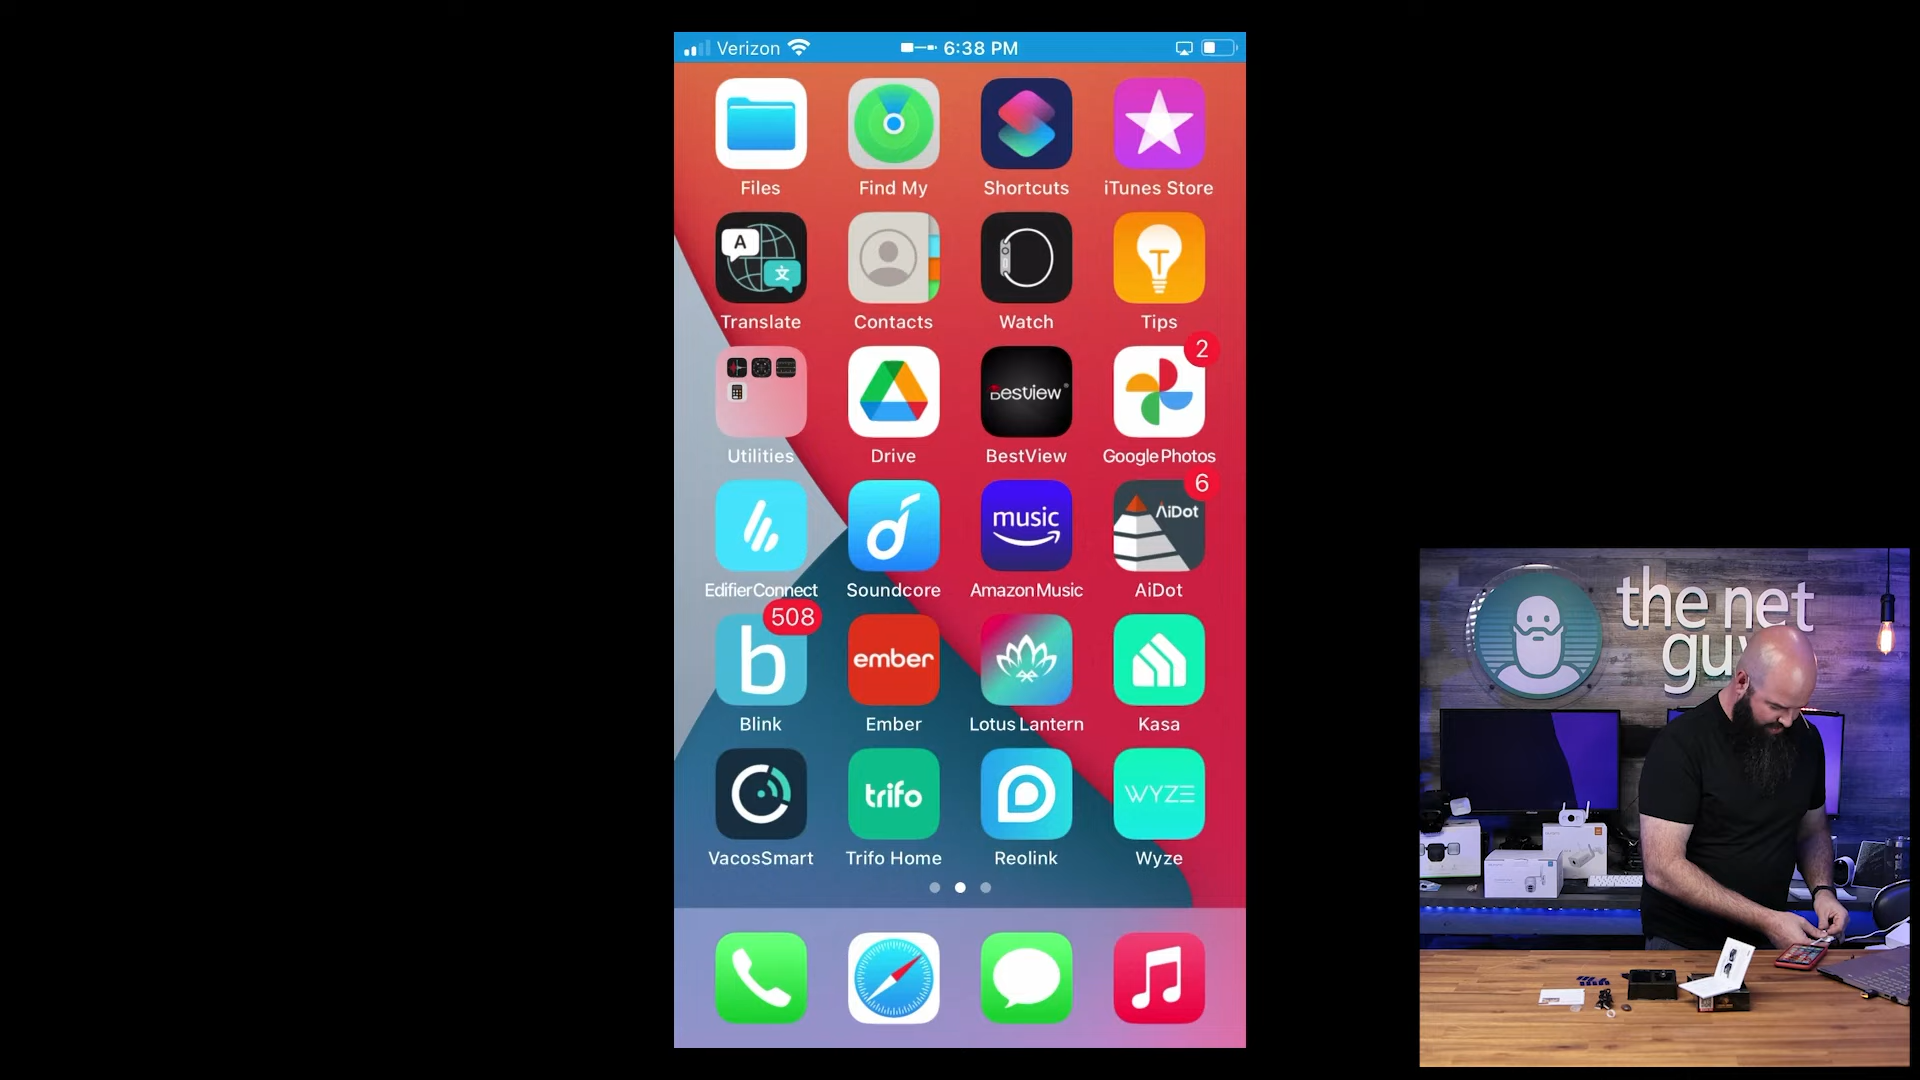 Verizon 6:38 PM
Files Find My Shortcuts iTunes Store
A 文
Translate Contacts Watch Tips
2
BestView
Utilities Drive BestView Google Photos
6
music AiDot
EdifierConnect Soundcore Amazon Music AiDot
508
b ember
Blink Ember Lotus Lantern Kasa
trifo WYZE
VacosSmart Trifo Home Reolink Wyze
the net
guy